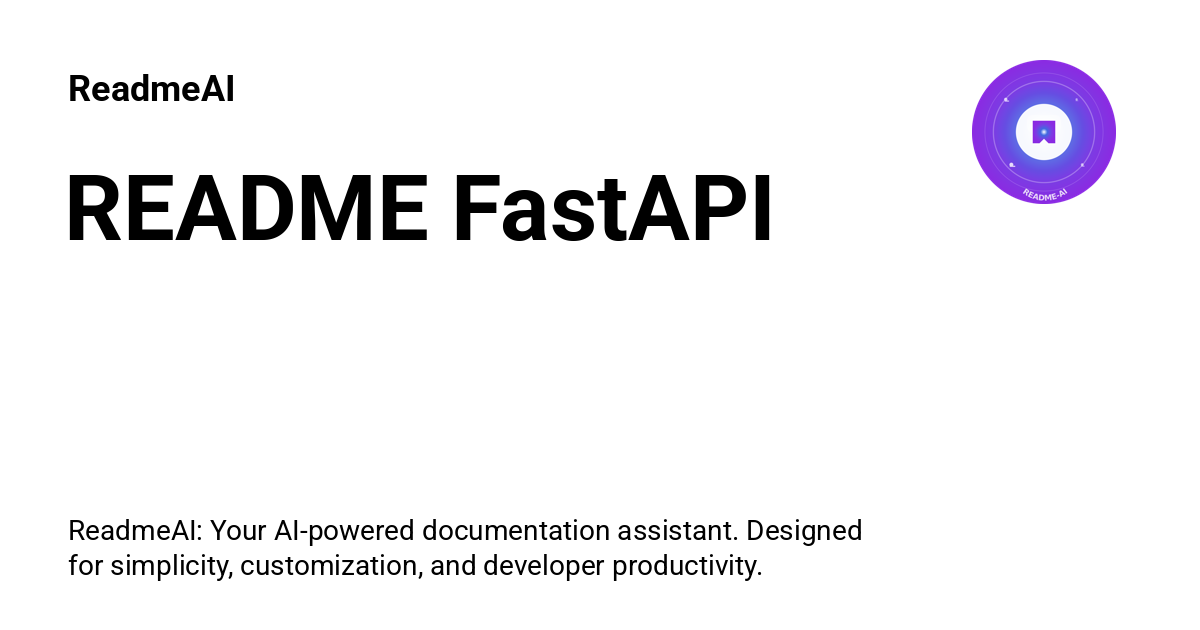 ReadmeAI
README FastAPI
README-AI
ReadmeAI: Your AI-powered documentation assistant. Designed
for simplicity, customization, and developer productivity.